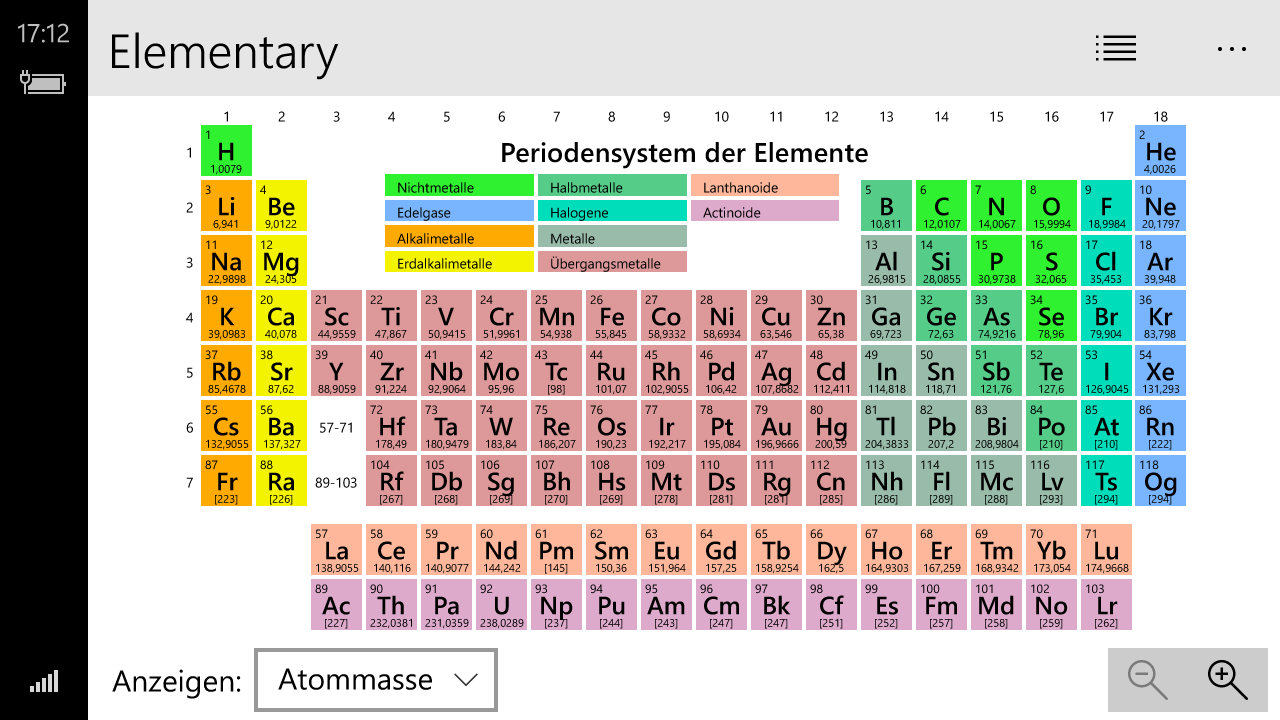 17:12
Elementary
1 2 3 4 5 6 7 8 9 10 11 12 13 14 15 16 17 18
Periodensystem der Elemente
Nichtmetalle Halbmetalle Lanthanoide
Edelgase Halogene Actinoide
Alkalimetalle Metalle
Erdalkalimetalle Übergangsmetalle
1 2
1 H He
1,0079 4,0026
3 4 5 6 7 8 9 10
2 Li Be B C N O F Ne
6,941 9,0122 10,811 12,0107 14,0067 15,9994 18,9984 20,1797
11 12 13 14 15 16 17 18
3 Na Mg Al Si P S Cl Ar
22,9898 24,305 26,9815 28,0855 30,9738 32,065 35,453 39,948
19 20 21 22 23 24 25 26 27 28 29 30 31 32 33 34 35 36
4 K Ca Sc Ti V Cr Mn Fe Co Ni Cu Zn Ga Ge As Se Br Kr
39,0983 40,078 44,9559 47,867 50,9415 51,9961 54,938 55,845 58,9332 58,6934 63,546 65,38 69,723 72,63 74,9216 78,96 79,904 83,798
37 38 39 40 41 42 43 44 45 46 47 48 49 50 51 52 53 54
5 Rb Sr Y Zr Nb Mo Tc Ru Rh Pd Ag Cd In Sn Sb Te I Xe
85,4678 87,62 88,9059 91,224 92,9064 95,96 [98] 101,07 102,9055 106,42 107,8682 112,411 114,818 118,71 121,76 127,6 126,9045 131,293
55 56 72 73 74 75 76 77 78 79 80 81 82 83 84 85 86
6 Cs Ba 57-71 Hf Ta W Re Os Ir Pt Au Hg Tl Pb Bi Po At Rn
132,9055 137,327 178,49 180,9479 183,84 186,207 190,23 192,217 195,084 196,9666 200,59 204,3833 207,2 208,9804 [210] [210] [222]
87 88 104 105 106 107 108 109 110 111 112 113 114 115 116 117 118
7 Fr Ra 89-103 Rf Db Sg Bh Hs Mt Ds Rg Cn Nh Fl Mc Lv Ts Og
[223] [226] [267] [268] [269] [270] [269] [278] [281] [281] [285] [286] [289] [288] [293] [294] [294]
57 58 59 60 61 62 63 64 65 66 67 68 69 70 71
La Ce Pr Nd Pm Sm Eu Gd Tb Dy Ho Er Tm Yb Lu
138,9055 140,116 140,9077 144,242 [145] 150,36 151,964 157,25 158,9254 162,5 164,9303 167,259 168,9342 173,054 174,9668
89 90 91 92 93 94 95 96 97 98 99 100 101 102 103
Ac Th Pa U Np Pu Am Cm Bk Cf Es Fm Md No Lr
[227] 232,0381 231,0359 238,0289 [237] [244] [243] [247] [247] [251] [252] [257] [258] [259] [262]
Anzeigen: Atommasse